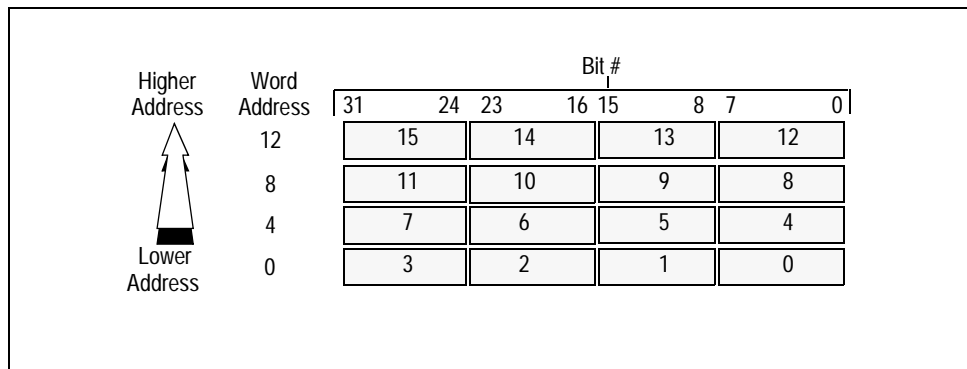 Bit #
Higher Address
Word Address
31 24 23 16 15 8 7 0
12 15 14 13 12
8 11 10 9 8
4 7 6 5 4
Lower Address
0 3 2 1 0